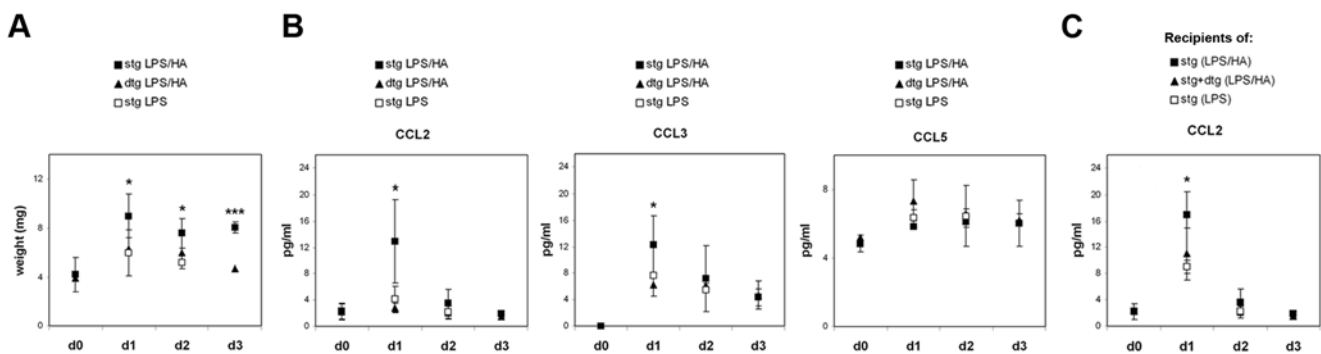 A
B
C
Recipients of:
■ stg LPS/HA
▲ dtg LPS/HA
□ stg LPS
■ stg LPS/HA
▲ dtg LPS/HA
□ stg LPS
■ stg LPS/HA
▲ dtg LPS/HA
□ stg LPS
■ stg LPS/HA
▲ dtg LPS/HA
□ stg LPS
■ stg (LPS/HA)
▲ stg+dtg (LPS/HA)
□ stg (LPS)
CCL2
CCL3
CCL5
CCL2
weight (mg)
12
8
4
0
*
*
***
d0 d1 d2 d3
pg/ml
24
20
16
12
8
4
0
*
d0 d1 d2 d3
pg/ml
24
20
16
12
8
4
0
*
d0 d1 d2 d3
pg/ml
8
4
0
d0 d1 d2 d3
pg/ml
24
20
16
12
8
4
0
*
d0 d1 d2 d3